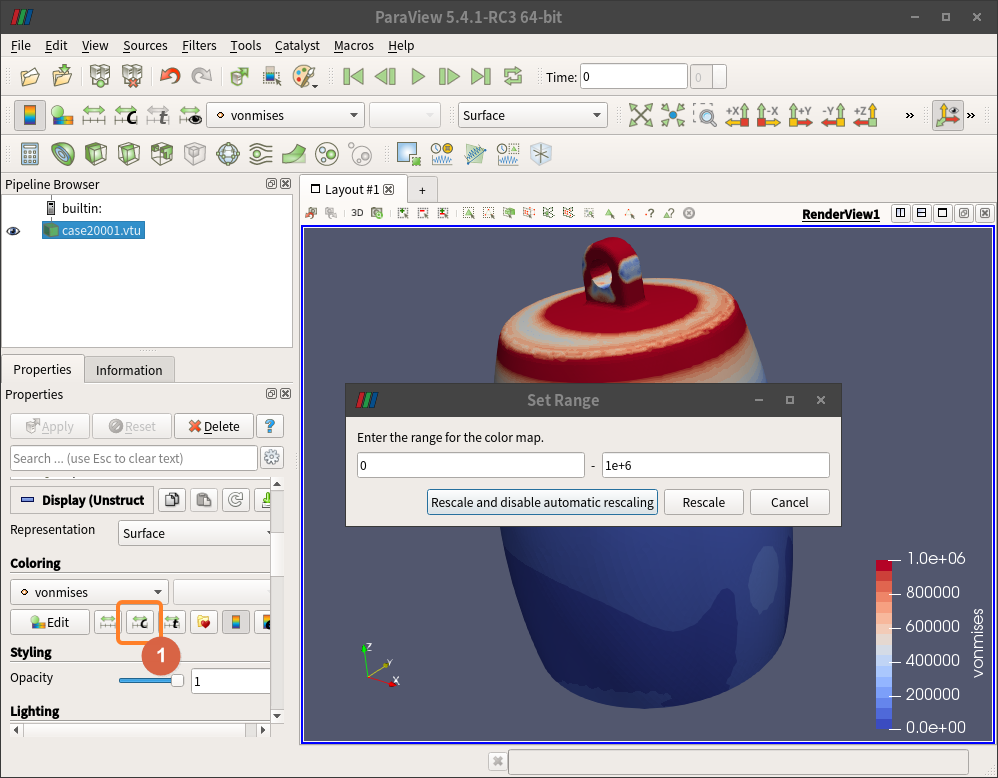 ParaView 5.4.1-RC3 64-bit
File Edit View Sources Filters Tools Catalyst Macros Help
Time: 0 0
C t vonmises Surface +X -X +Y -Y +Z
Pipeline Browser
builtin:
case20001.vtu
Layout #1 +
3D ? ? RenderView1
Properties Information
Properties
Apply Reset Delete ?
Search ... (use Esc to clear text)
Display (Unstruct
Representation Surface
Coloring
vonmises
Edit C t
1
Styling
Opacity 1
Lighting
Set Range
Enter the range for the color map.
0 - 1e+6
Rescale and disable automatic rescaling Rescale Cancel
Z
Y
X
1.0e+06
800000
600000
400000
200000
0.0e+00
vonmises